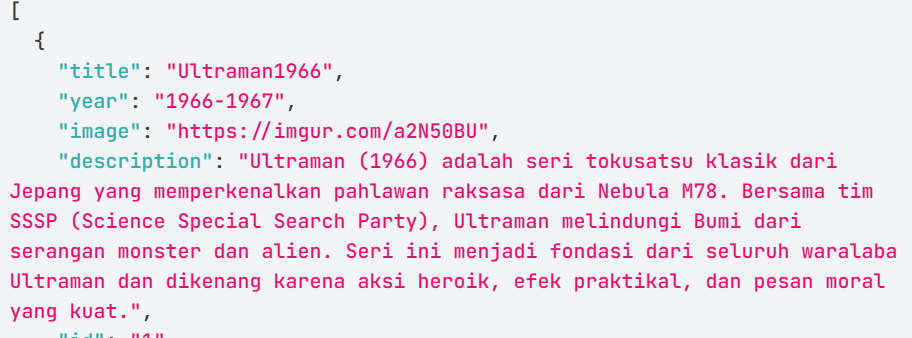 [
{
"title": "Ultraman1966",
"year": "1966-1967",
"image": "https://imgur.com/a2N50BU",
"description": "Ultraman (1966) adalah seri tokusatsu klasik dari
Jepang yang memperkenalkan pahlawan raksasa dari Nebula M78. Bersama tim
SSSP (Science Special Search Party), Ultraman melindungi Bumi dari
serangan monster dan alien. Seri ini menjadi fondasi dari seluruh waralaba
Ultraman dan dikenang karena aksi heroik, efek praktikal, dan pesan moral
yang kuat.",
"id": "1"